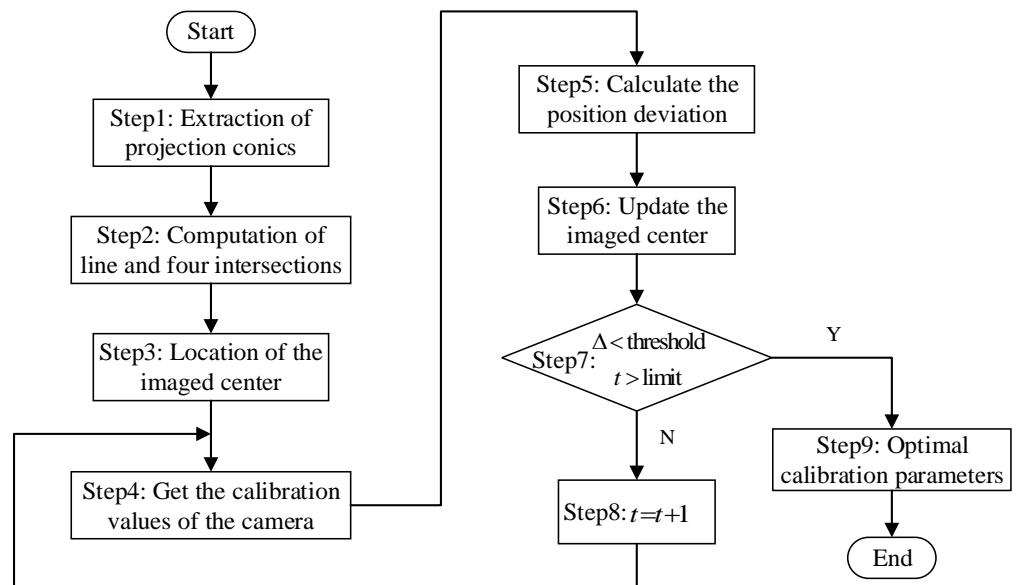 Start
Step1: Extraction of
projection conics
Step2: Computation of
line and four intersections
Step3: Location of the
imaged center
Step4: Get the calibration
values of the camera
Step5: Calculate the
position deviation
Step6: Update the
imaged center
Step7:
Δ < threshold
t > limit
Y
N
Step8: t=t+1
Step9: Optimal
calibration parameters
End